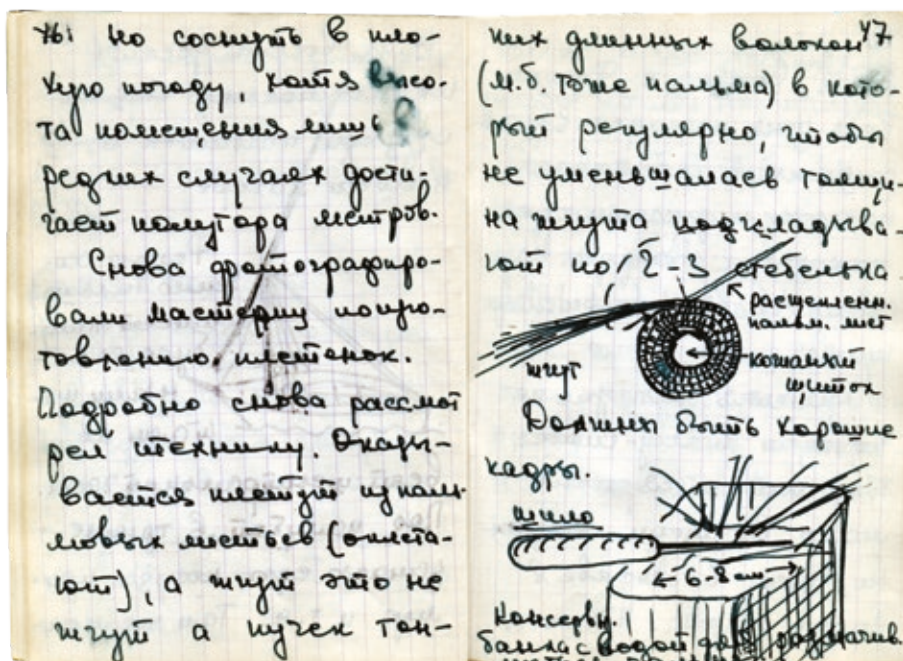 46 но соснуть в пло-
хую погоду, хотя высо-
та помещения лишь в
редких случаях дости-
гает полутора метров.
Снова фотографиро-
вали мастерицу по изго-
товлению плетенок.
Подробно снова рассмот
рел технику. Оказы-
вается плетут из паль-
мовых листьев (оплета-
ют), а жгут это не
жгут а пучек тон-
47
ких длинных волокон
(м.б. тоже пальма) в кото-
рый регулярно, чтобы
не уменьшалась толщи-
на жгута подкладыва-
ют по 2-3 стебелька.
расщепленн.
пальм. лист
жгут
кожаный
щиток
Должны быть хорошие
кадры.
шило
6-8 см
Консервн.
банка с водой для размачив.